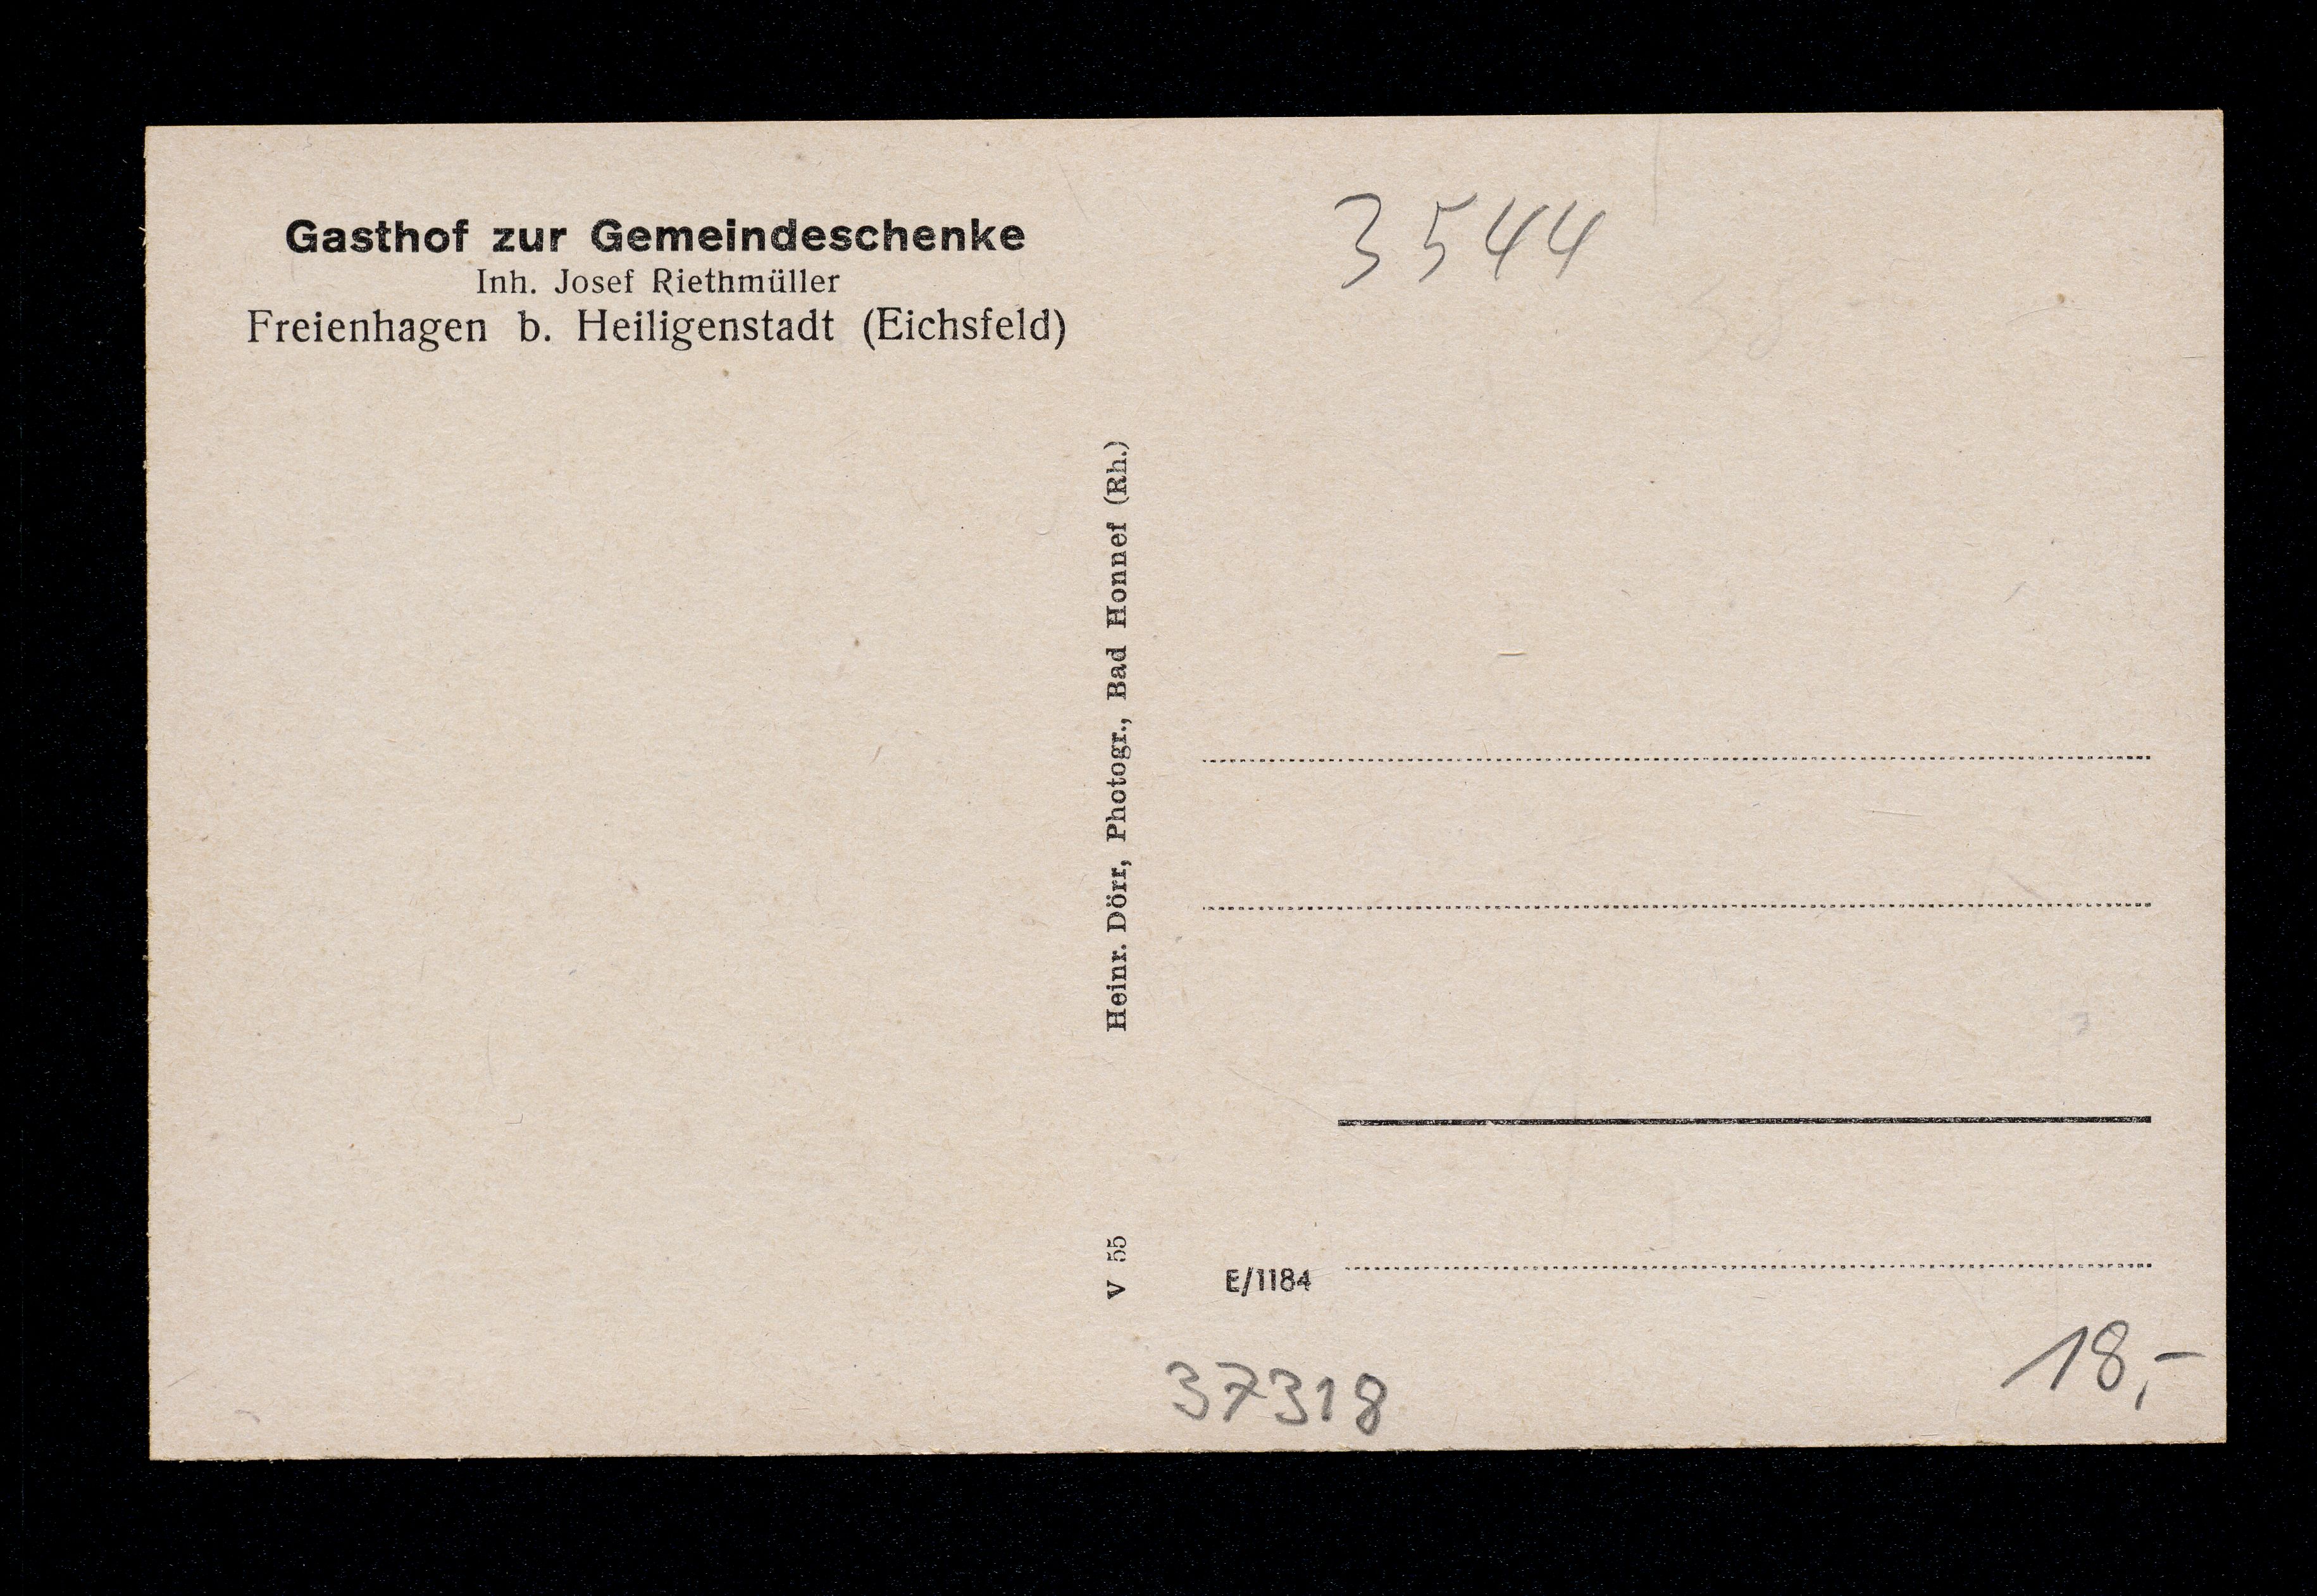 Gasthof zur Gemeindeschenke
Inh. Josef Riethmüller
Freienhagen b. Heiligenstadt (Eichsfeld)
3544
Heinr. Dörr, Photogr., Bad Honnef (Rh.)
V 55
E/1184
37318
18,-